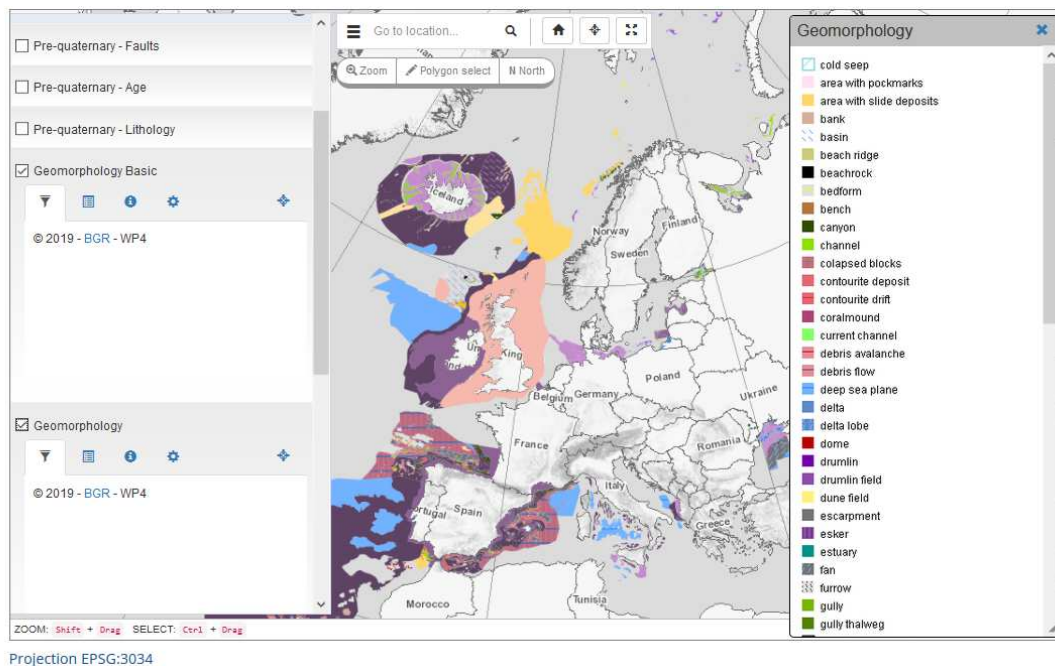 Pre-quaternary - Faults
Pre-quaternary - Age
Pre-quaternary - Lithology
Geomorphology Basic
© 2019 - BGR - WP4
Geomorphology
© 2019 - BGR - WP4
Go to location...
Zoom
Polygon select
N North
Iceland
Norway
Sweden
Finland
Un
King
nd
Belgium
Germany
Poland
Ukraine
France
Romania
Italy
Portugal
Spain
Greece
Morocco
Tunisia
Geomorphology
cold seep
area with pockmarks
area with slide deposits
bank
basin
beach ridge
beachrock
bedform
bench
canyon
channel
colapsed blocks
contourite deposit
contourite drift
coralmound
current channel
debris avalanche
debris flow
deep sea plane
delta
delta lobe
dome
drumlin
drumlin field
dune field
escarpment
esker
estuary
fan
furrow
gully
gully thalweg
ZOOM: Shift + Drag SELECT: Ctrl + Drag
Projection EPSG:3034